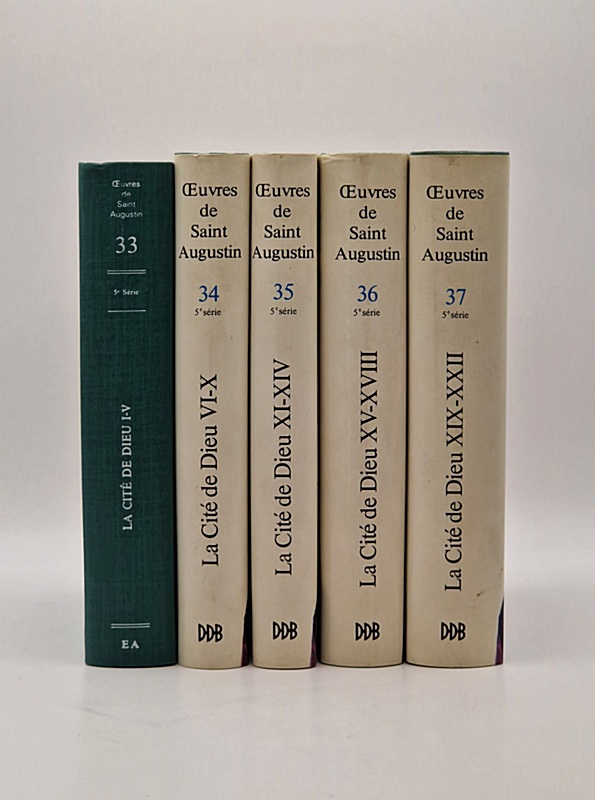 Œuvres
de
Saint
Augustin
33
5e Série
LA CITÉ DE DIEU I-V
EA
Œuvres
de
Saint
Augustin
34
5e série
La Cité de Dieu VI-X
DDB
Œuvres
de
Saint
Augustin
35
5e série
La Cité de Dieu XI-XIV
DDB
Œuvres
de
Saint
Augustin
36
5e série
La Cité de Dieu XV-XVIII
DDB
Œuvres
de
Saint
Augustin
37
5e série
La Cité de Dieu XIX-XXII
DDB